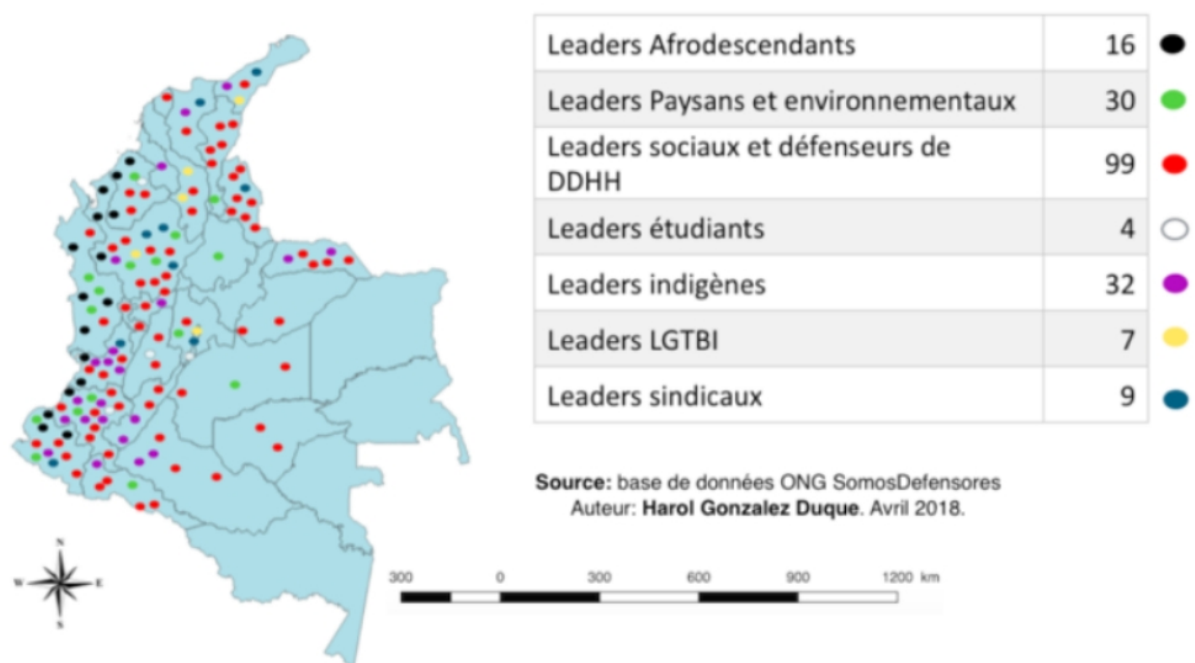 Leaders Afrodescendants 16
Leaders Paysans et environnementaux 30
Leaders sociaux et défenseurs de
DDHH 99
Leaders étudiants 4
Leaders indigènes 32
Leaders LGTBI 7
Leaders sindicaux 9
Source: base de données ONG SomosDefensores
Auteur: Harol Gonzalez Duque. Avril 2018.
N
W E
S
300 0 300 600 900 1200 km